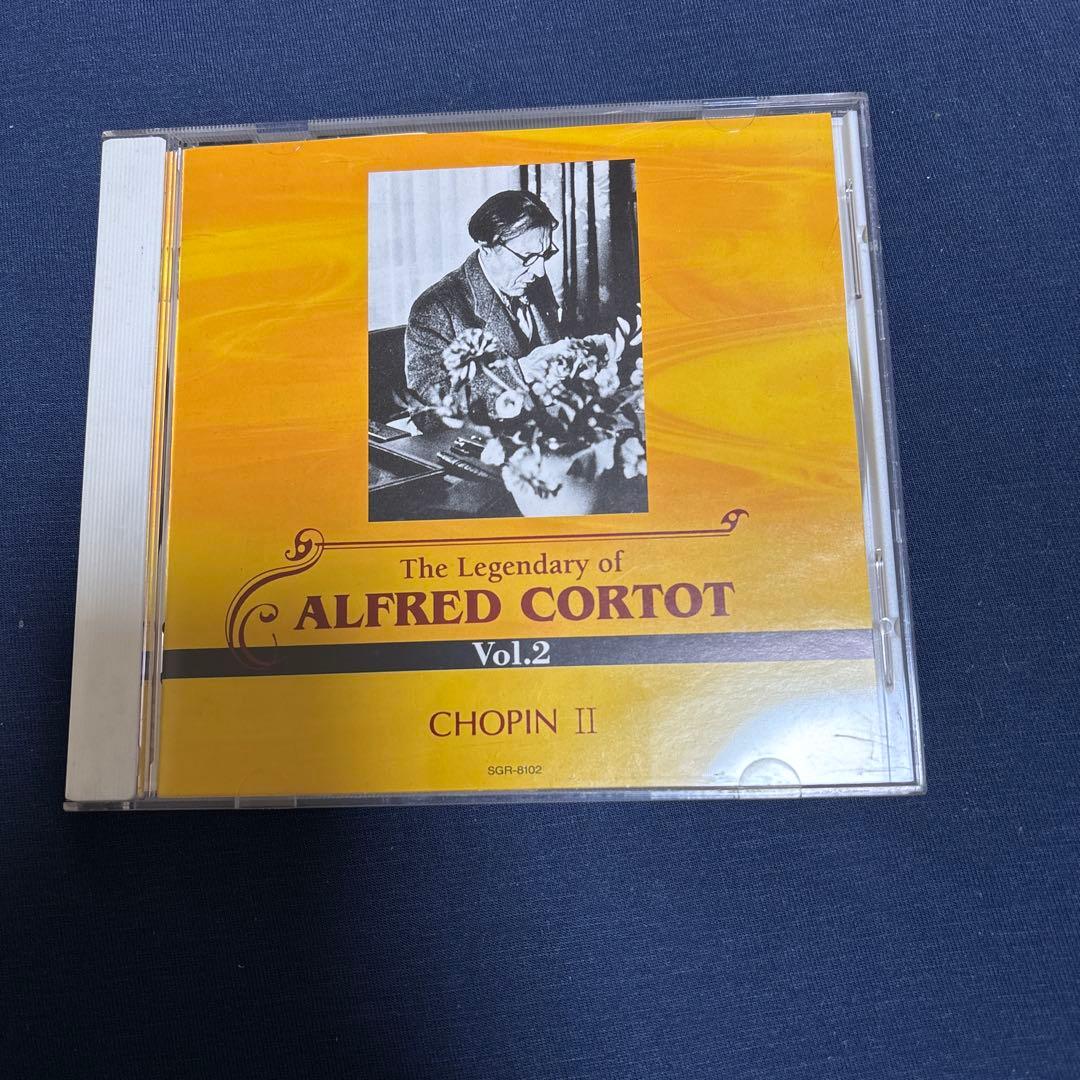 The Legendary of
ALFRED CORTOT
Vol.2
CHOPIN II
SGR-8102